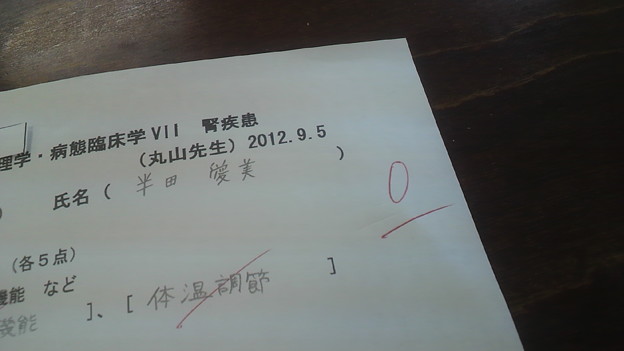 理学・病態臨床学VII 腎疾患
(丸山先生) 2012.9.5
) 氏名 ( 半田 愛美 )
0
(各5点)
機能 など
機能 ]、[ 体温調節 ]